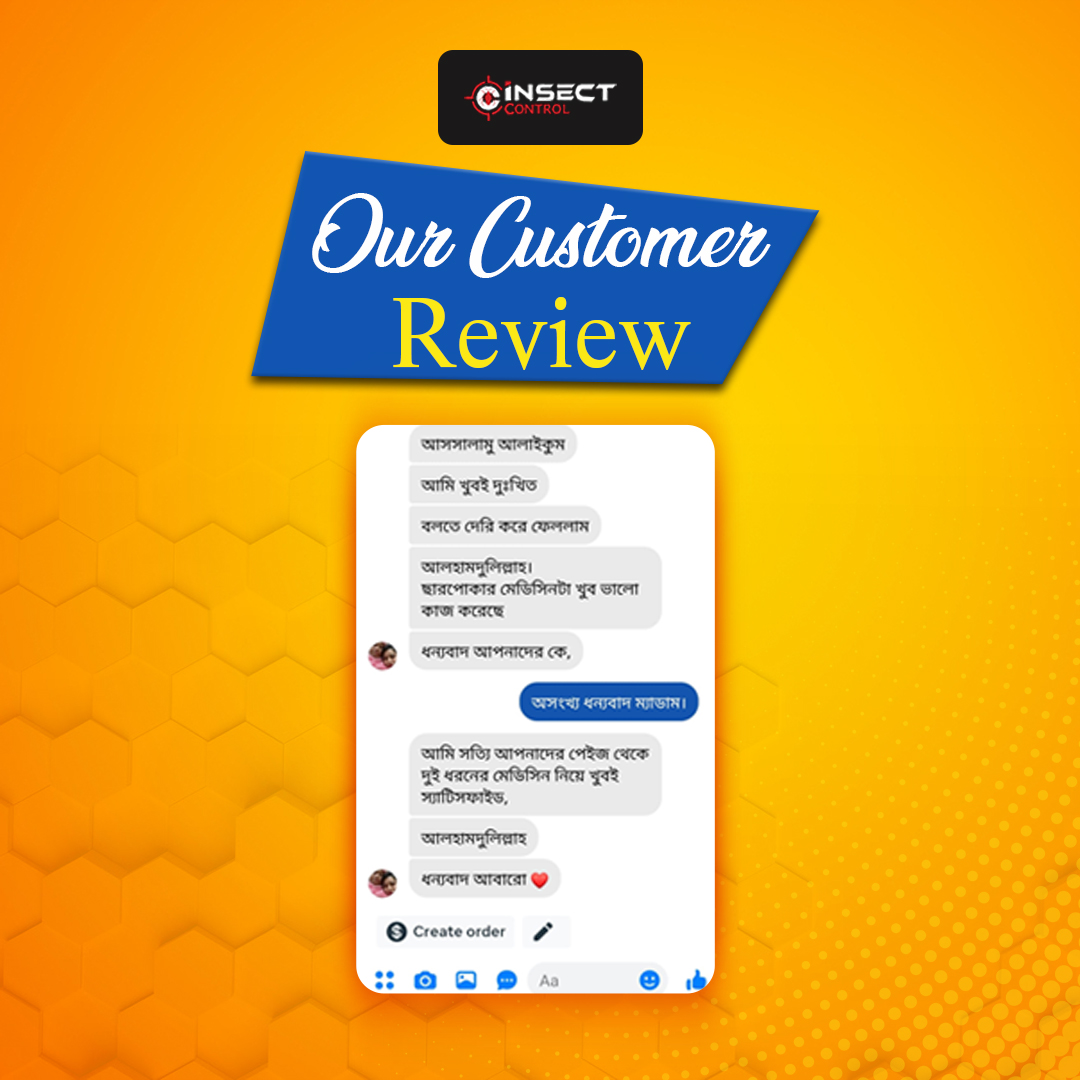 INSECT
CONTROL
Our Customer
Review
আসসালামু আলাইকুম
আমি খুবই দুঃখিত
বলতে দেরি করে ফেললাম
আলহামদুলিল্লাহ।
ছারপোকার মেডিসিনটা খুব ভালো
কাজ করেছে
ধন্যবাদ আপনাদের কে,
অসংখ্য ধন্যবাদ ম্যাডাম।
আমি সত্যি আপনাদের পেইজ থেকে
দুই ধরনের মেডিসিন নিয়ে খুবই
স্যাটিসফাইড,
আলহামদুলিল্লাহ
ধন্যবাদ আবারো ❤️
Create order
Aa